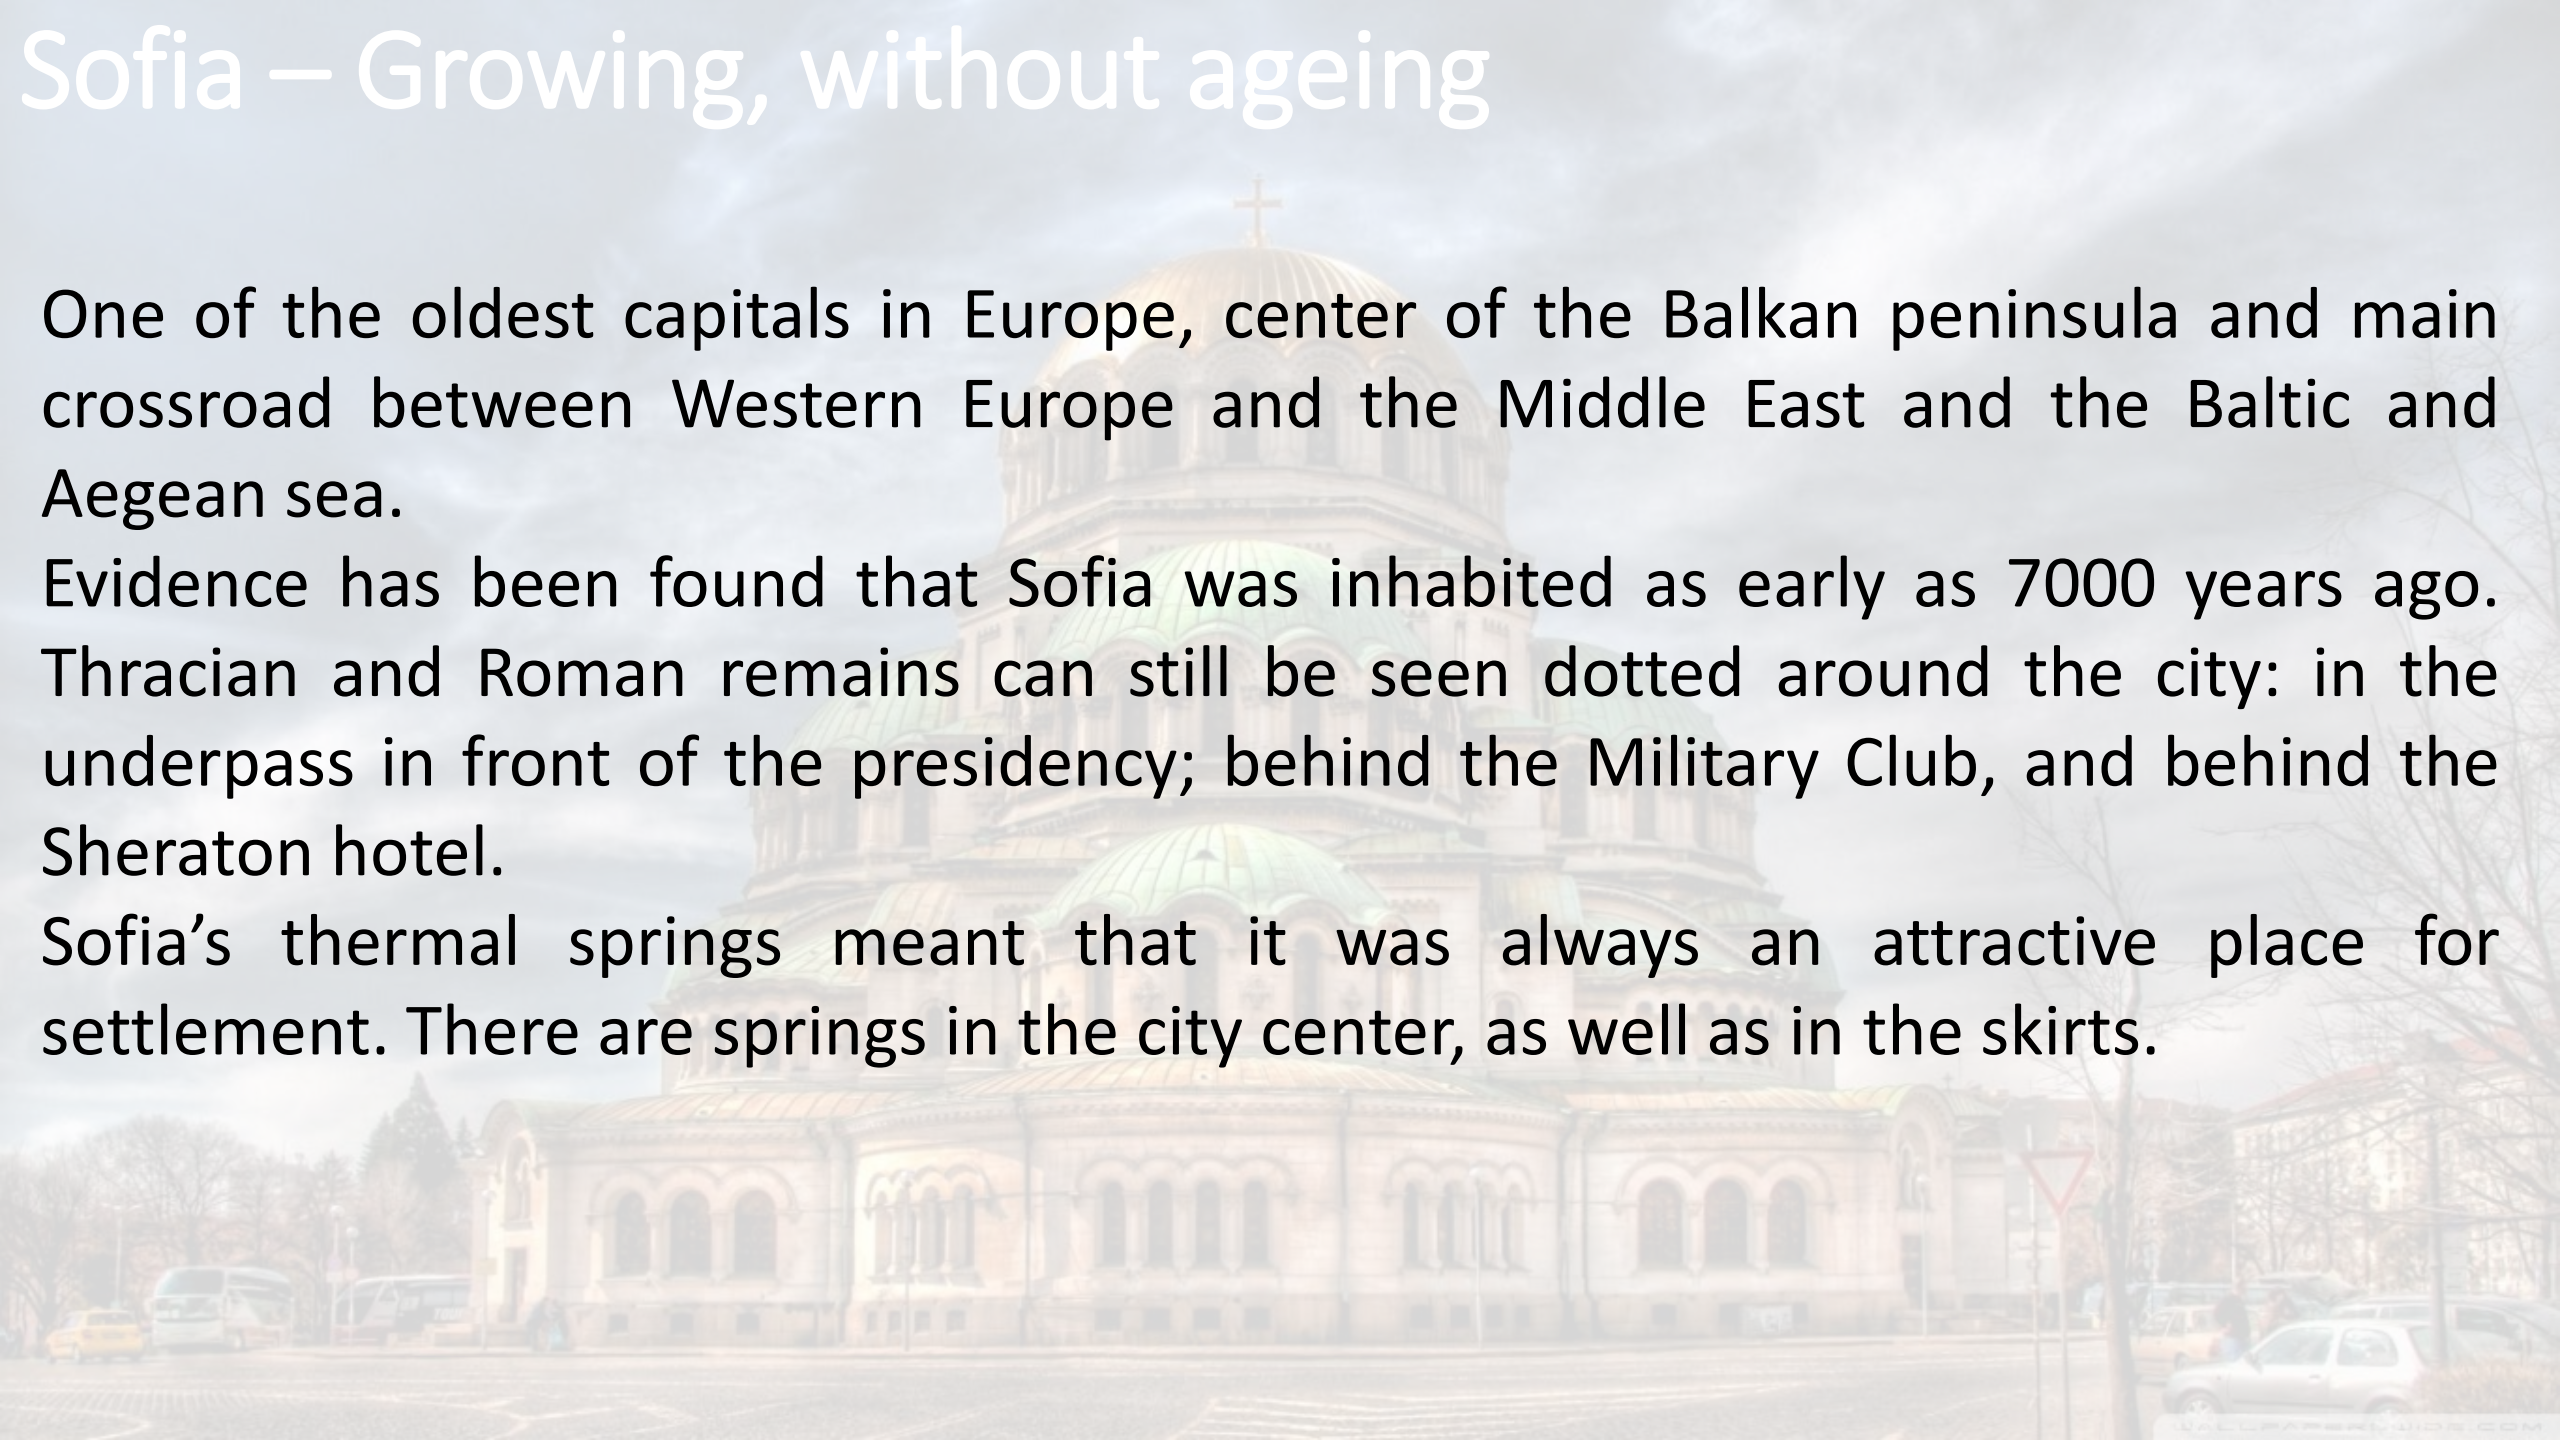 Sofia – Growing, without ageing
One of the oldest capitals in Europe, center of the Balkan peninsula and main
crossroad between Western Europe and the Middle East and the Baltic and
Aegean sea.
Evidence has been found that Sofia was inhabited as early as 7000 years ago.
Thracian and Roman remains can still be seen dotted around the city: in the
underpass in front of the presidency; behind the Military Club, and behind the
Sheraton hotel.
Sofia’s thermal springs meant that it was always an attractive place for
settlement. There are springs in the city center, as well as in the skirts.